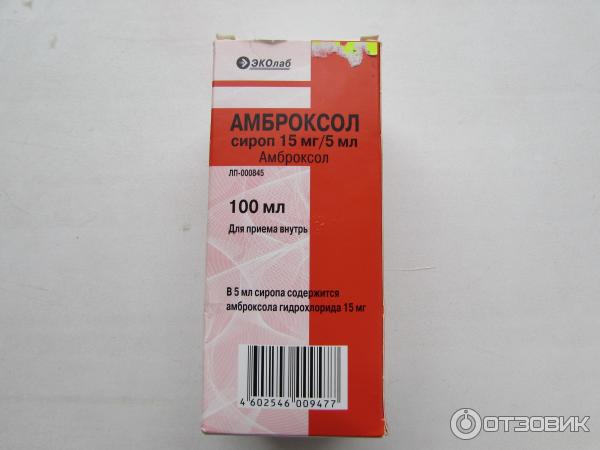 ЭКОлаб
АМБРОКСОЛ
сироп 15 мг/5 мл
Амброксол
ЛП-000845
100 мл
Для приема внутрь
В 5 мл сиропа содержится
амброксола гидрохлорида 15 мг
4 602546 009477
ОТЗОВИК